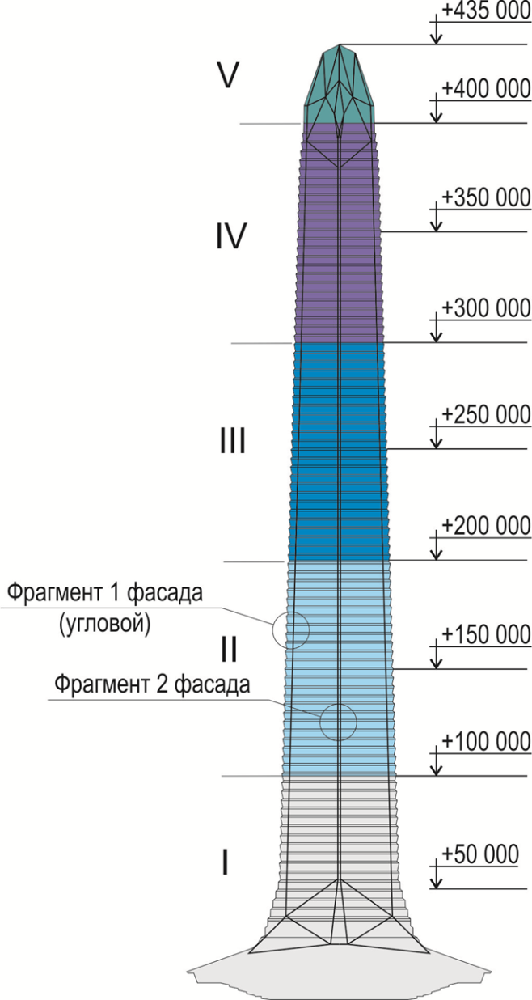 +435 000
V
+400 000
+350 000
IV
+300 000
+250 000
III
+200 000
Фрагмент 1 фасада
(угловой)
+150 000
II
Фрагмент 2 фасада
+100 000
+50 000
I